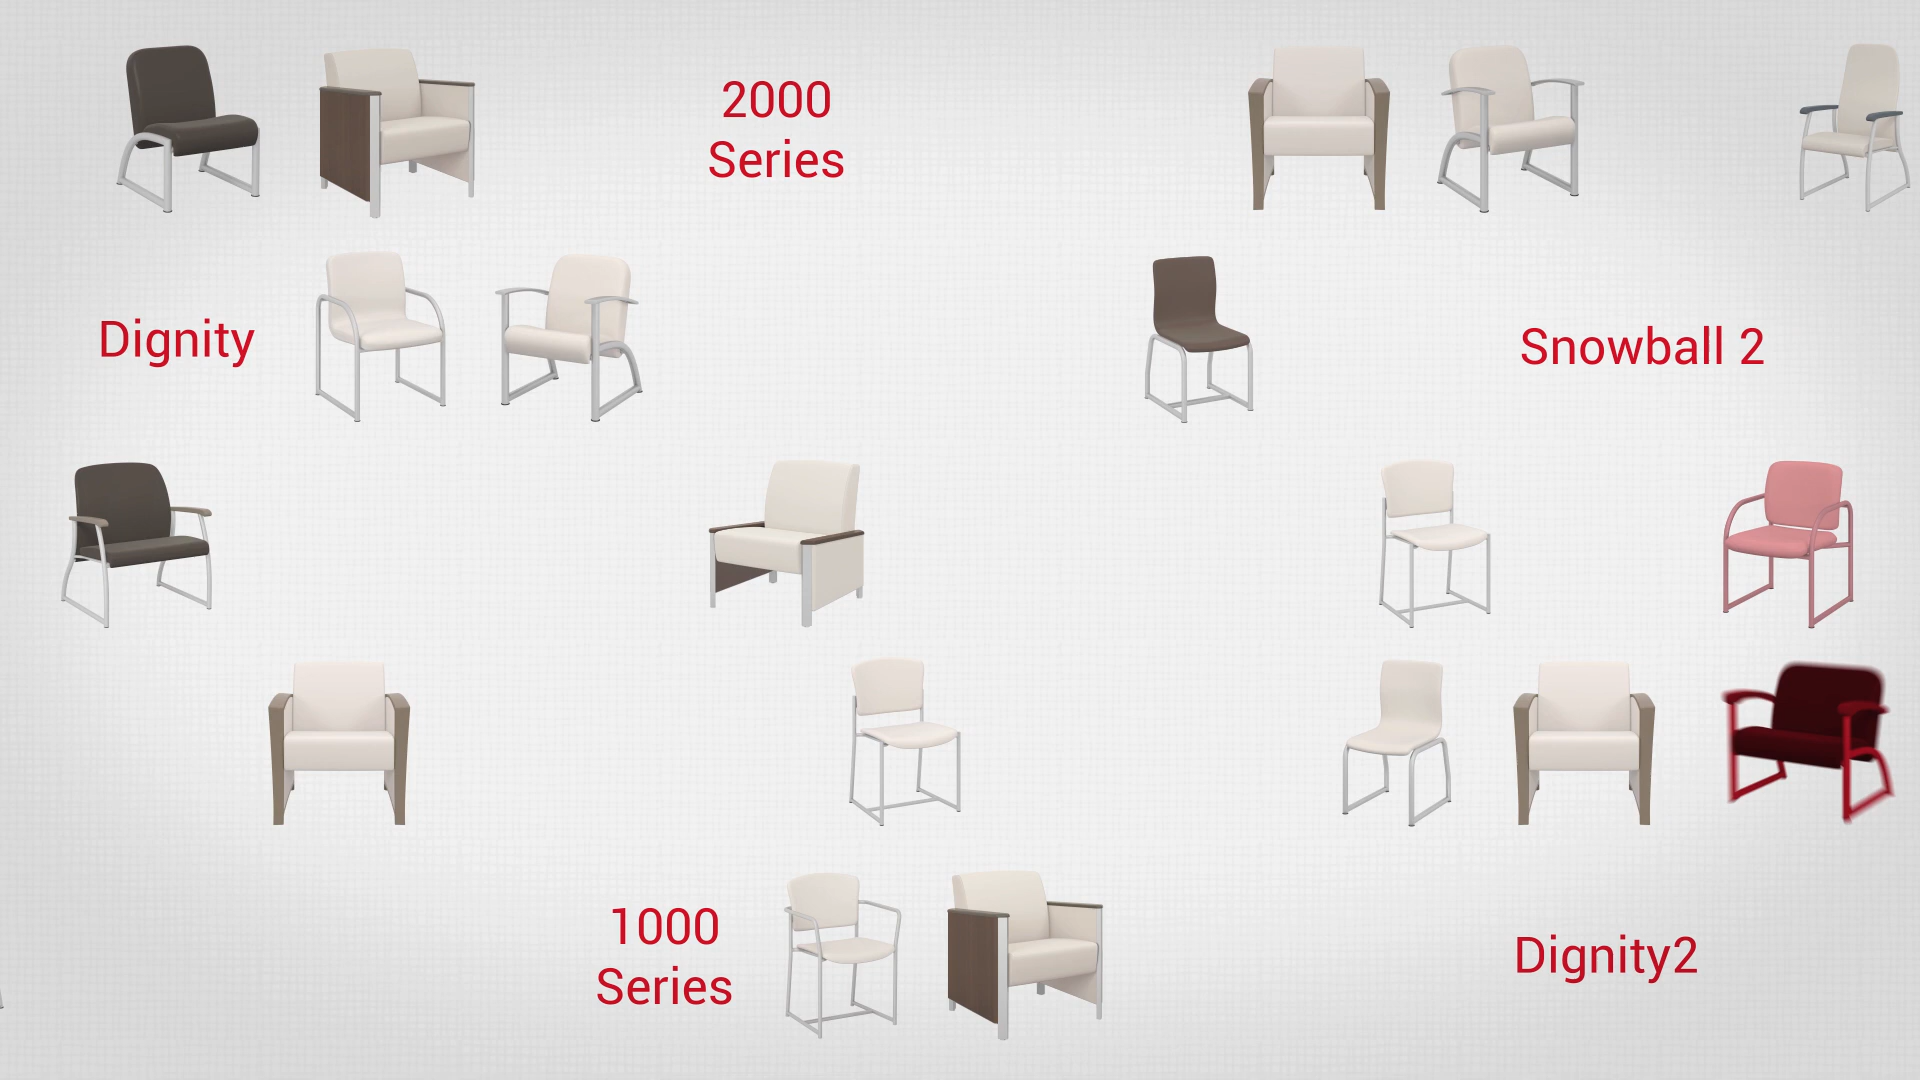 2000
Series
Dignity
Snowball 2
1000
Series
Dignity2